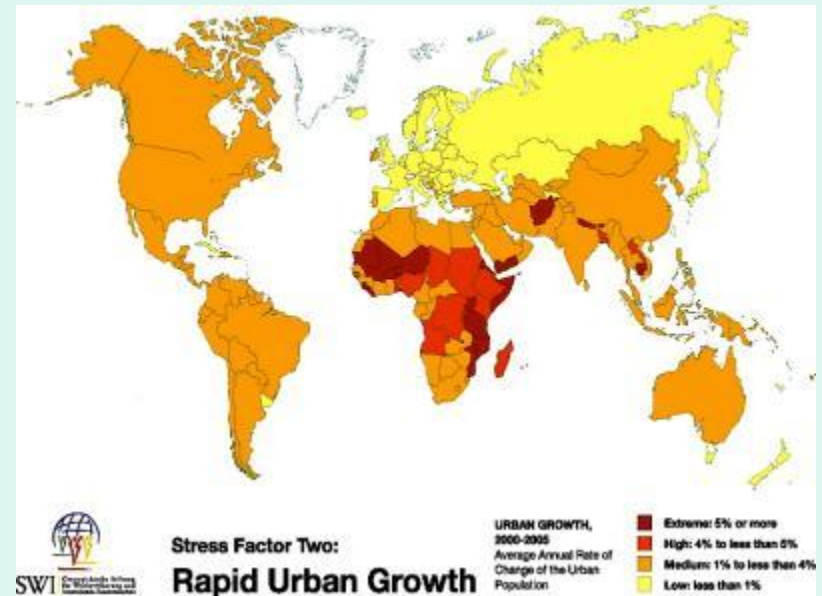 Stress Factor Two:
Rapid Urban Growth
URBAN GROWTH,
2000-2005
Average Annual Rate of
Change of the Urban
Population
Extreme: 5% or more
High: 4% to less than 5%
Medium: 1% to less than 4%
Low: less than 1%
SWI